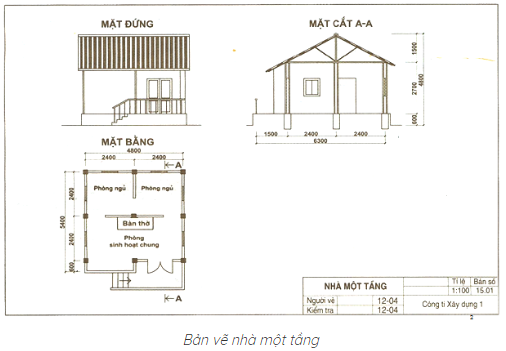 MẶT ĐỨNG
MẶT CẮT A-A
1500
2700
600
4800
1500
2400
2400
6300
MẶT BẰNG
4800
2400
2400
A
Phòng ngủ
Phòng ngủ
Bàn thờ
Phòng
sinh hoạt chung
2400
2400
600
5400
A
NHÀ MỘT TẦNG
Tỉ lệ
Bản số
1:100
15.01
Người vẽ
12-04
Kiểm tra
12-04
Công ti Xây dựng 1
Bản vẽ nhà một tầng